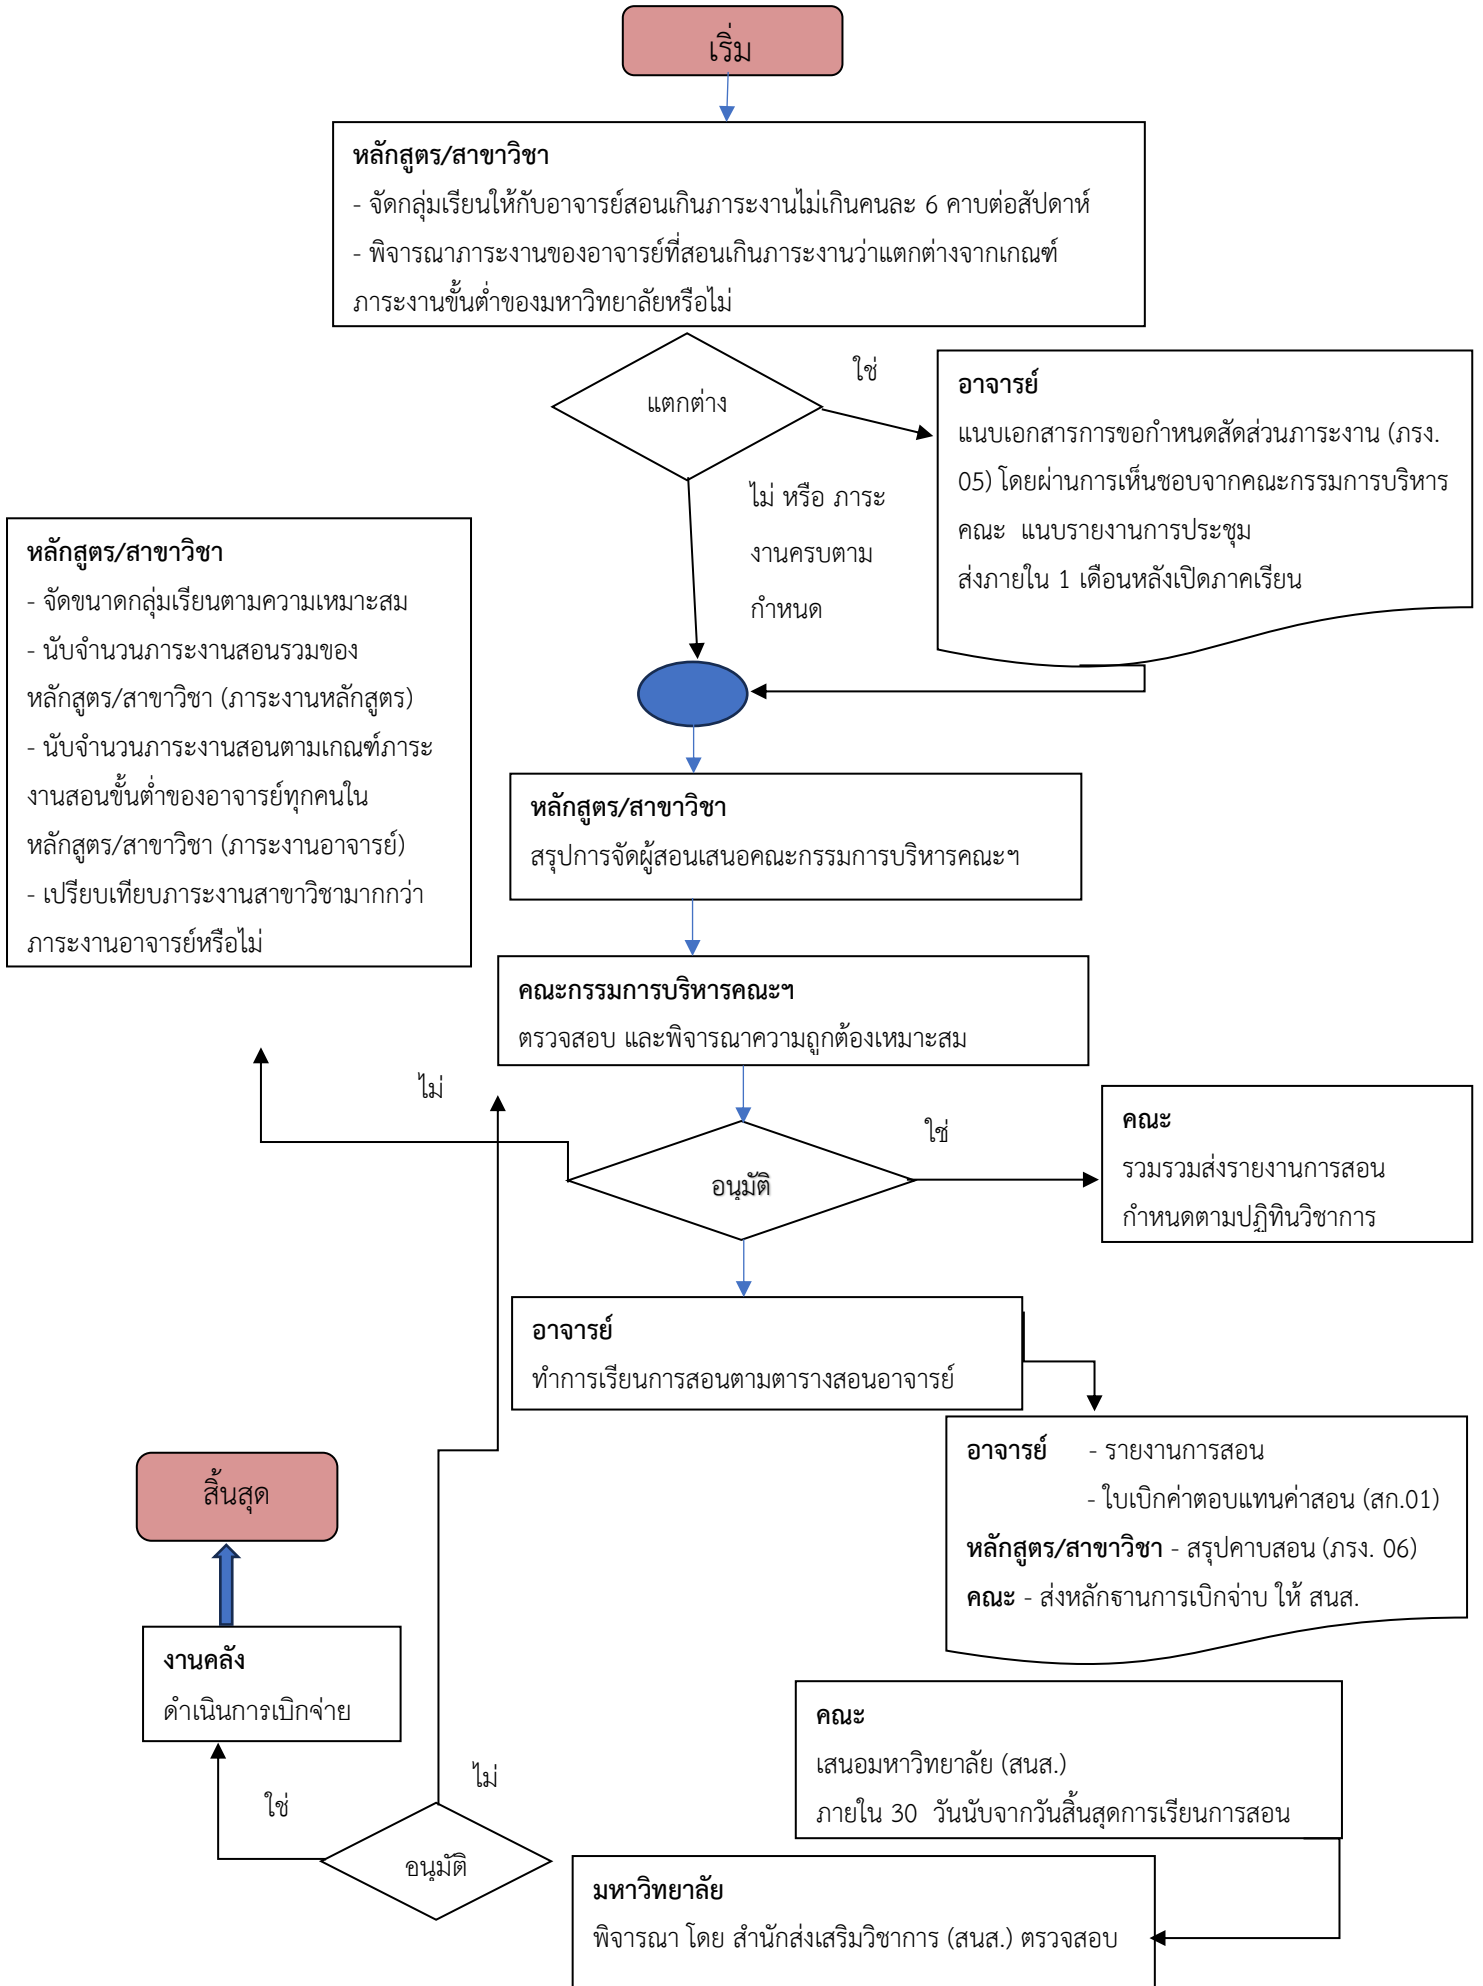 เริ่ม
หลักสูตร/สาขาวิชา
- จัดกลุ่มเรียนให้กับอาจารย์สอนเกินภาระงานไม่เกินคนละ 6 คาบต่อสัปดาห์
- พิจารณาภาระงานของอาจารย์ที่สอนเกินภาระงานว่าแตกต่างจากเกณฑ์
ภาระงานขั้นต่ำของมหาวิทยาลัยหรือไม่
แตกต่าง
ใช่
อาจารย์
แนบเอกสารการขอกำหนดสัดส่วนภาระงาน (ภรง.
05) โดยผ่านการเห็นชอบจากคณะกรรมการบริหาร
คณะ แนบรายงานการประชุม
ส่งภายใน 1 เดือนหลังเปิดภาคเรียน
ไม่ หรือ ภาระ
งานครบตาม
กำหนด
หลักสูตร/สาขาวิชา
- จัดขนาดกลุ่มเรียนตามความเหมาะสม
- นับจำนวนภาระงานสอนรวมของ
หลักสูตร/สาขาวิชา (ภาระงานหลักสูตร)
- นับจำนวนภาระงานสอนตามเกณฑ์ภาระ
งานสอนขั้นต่ำของอาจารย์ทุกคนใน
หลักสูตร/สาขาวิชา (ภาระงานอาจารย์)
- เปรียบเทียบภาระงานสาขาวิชามากกว่า
ภาระงานอาจารย์หรือไม่
หลักสูตร/สาขาวิชา
สรุปการจัดผู้สอนเสนอคณะกรรมการบริหารคณะฯ
คณะกรรมการบริหารคณะฯ
ตรวจสอบ และพิจารณาความถูกต้องเหมาะสม
ไม่
อนุมัติ
ใช่
คณะ
รวมรวมส่งรายงานการสอน
กำหนดตามปฏิทินวิชาการ
อาจารย์
ทำการเรียนการสอนตามตารางสอนอาจารย์
อาจารย์ - รายงานการสอน
- ใบเบิกค่าตอบแทนค่าสอน (สก.01)
หลักสูตร/สาขาวิชา - สรุปคาบสอน (ภรง. 06)
คณะ - ส่งหลักฐานการเบิกจ่าบ ให้ สนส.
สิ้นสุด
งานคลัง
ดำเนินการเบิกจ่าย
ใช่
ไม่
อนุมัติ
คณะ
เสนอมหาวิทยาลัย (สนส.)
ภายใน 30 วันนับจากวันสิ้นสุดการเรียนการสอน
มหาวิทยาลัย
พิจารณา โดย สำนักส่งเสริมวิชาการ (สนส.) ตรวจสอบ